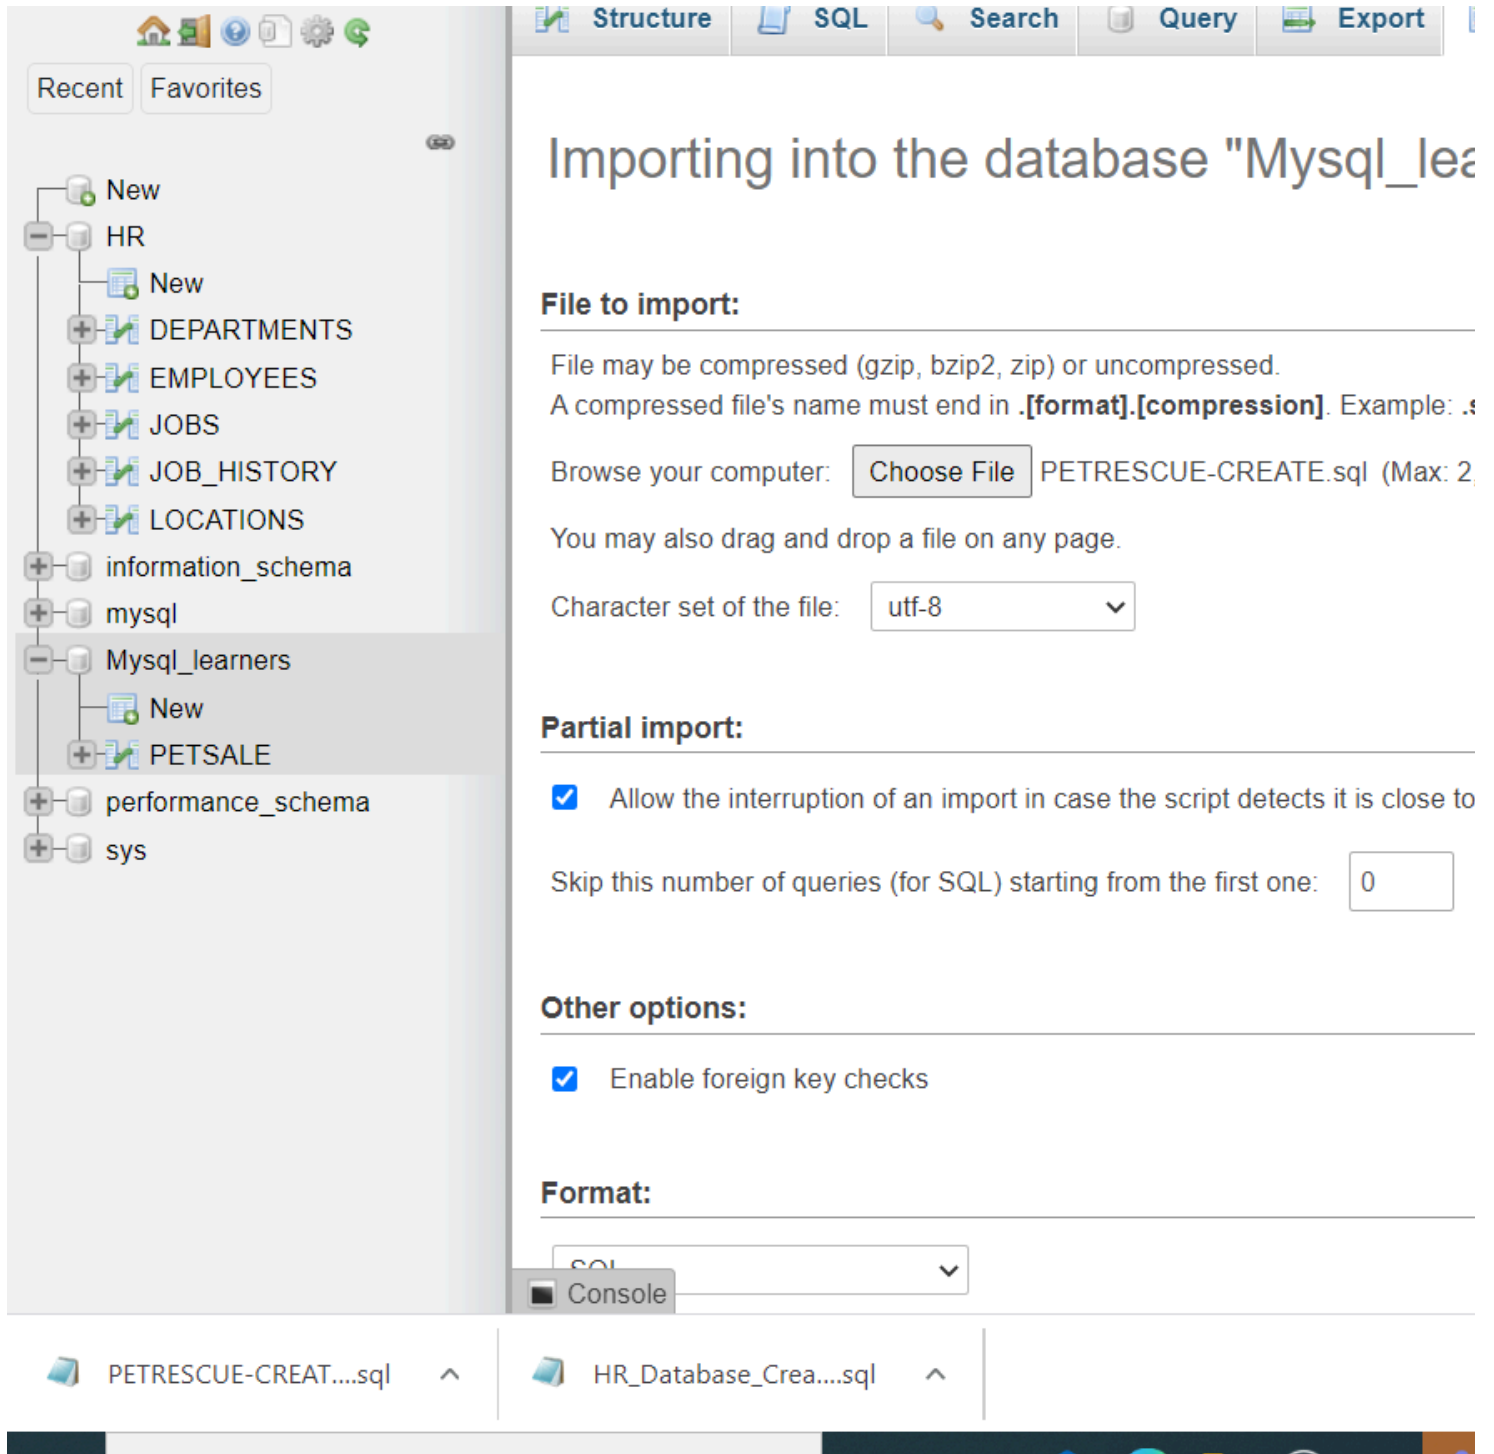 Recent Favorites
New
HR
New
DEPARTMENTS
EMPLOYEES
JOBS
JOB_HISTORY
LOCATIONS
information_schema
mysql
Mysql_learners
New
PETSALE
performance_schema
sys
Structure SQL Search Query Export
Importing into the database "Mysql_lea
File to import:
File may be compressed (gzip, bzip2, zip) or uncompressed.
A compressed file's name must end in .[format].[compression]. Example: .s
Browse your computer: Choose File PETRESCUE-CREATE.sql (Max: 2,
You may also drag and drop a file on any page.
Character set of the file: utf-8
Partial import:
Allow the interruption of an import in case the script detects it is close to
Skip this number of queries (for SQL) starting from the first one: 0
Other options:
Enable foreign key checks
Format:
SQL
Console
PETRESCUE-CREAT....sql HR_Database_Crea....sql